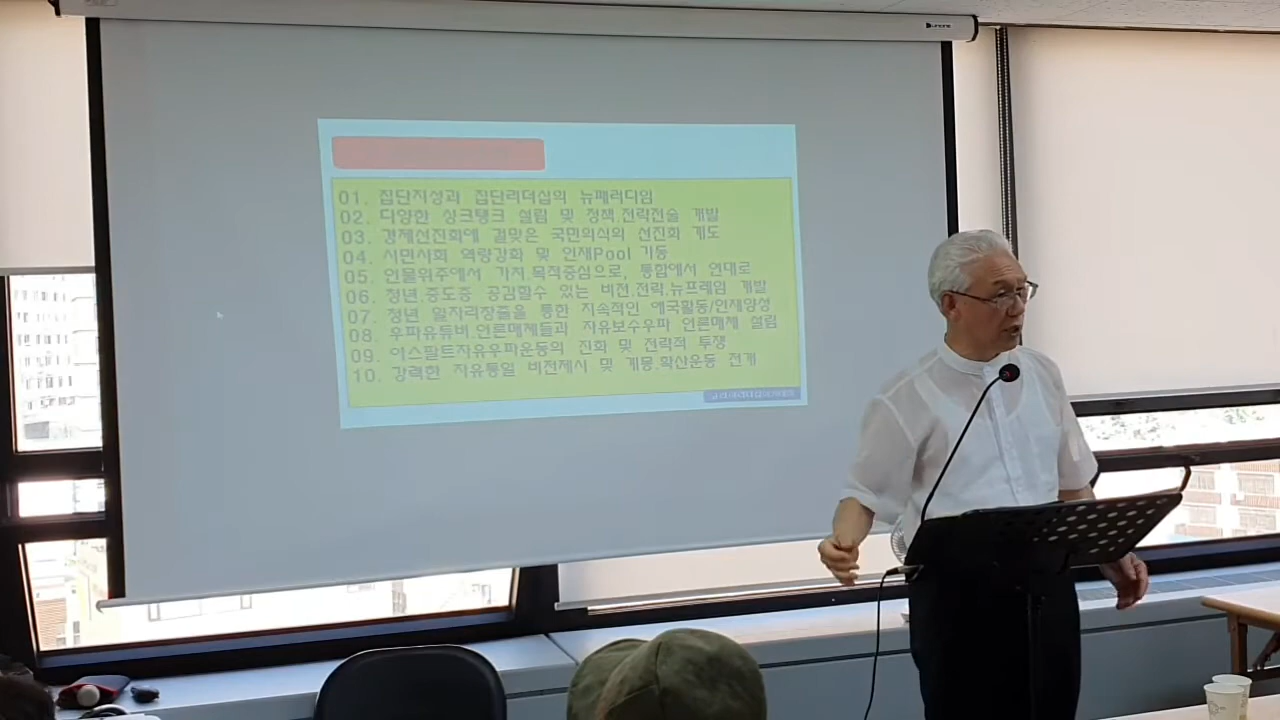 01. 집단지성과 집단리더십의 뉴패러다임
02. 다양한 싱크탱크 설립 및 정책.전략전술 개발
03. 경제선진화에 걸맞은 국민의식의 선진화 계도
04. 시민사회 역량강화 및 인재Pool 가동
05. 인물위주에서 가치.목적중심으로, 통합에서 연대로
06. 청년.중도층 공감할수 있는 비전.전략.뉴프레임 개발
07. 청년 일자리창출을 통한 지속적인 애국활동/인재양성
08. 우파유튜버.언론매체들과 자유보수우파 언론매체 설립
09. 아스팔트자유우파운동의 진화 및 전략적 투쟁
10. 강력한 자유통일 비전제시 및 계몽.확산운동 전개